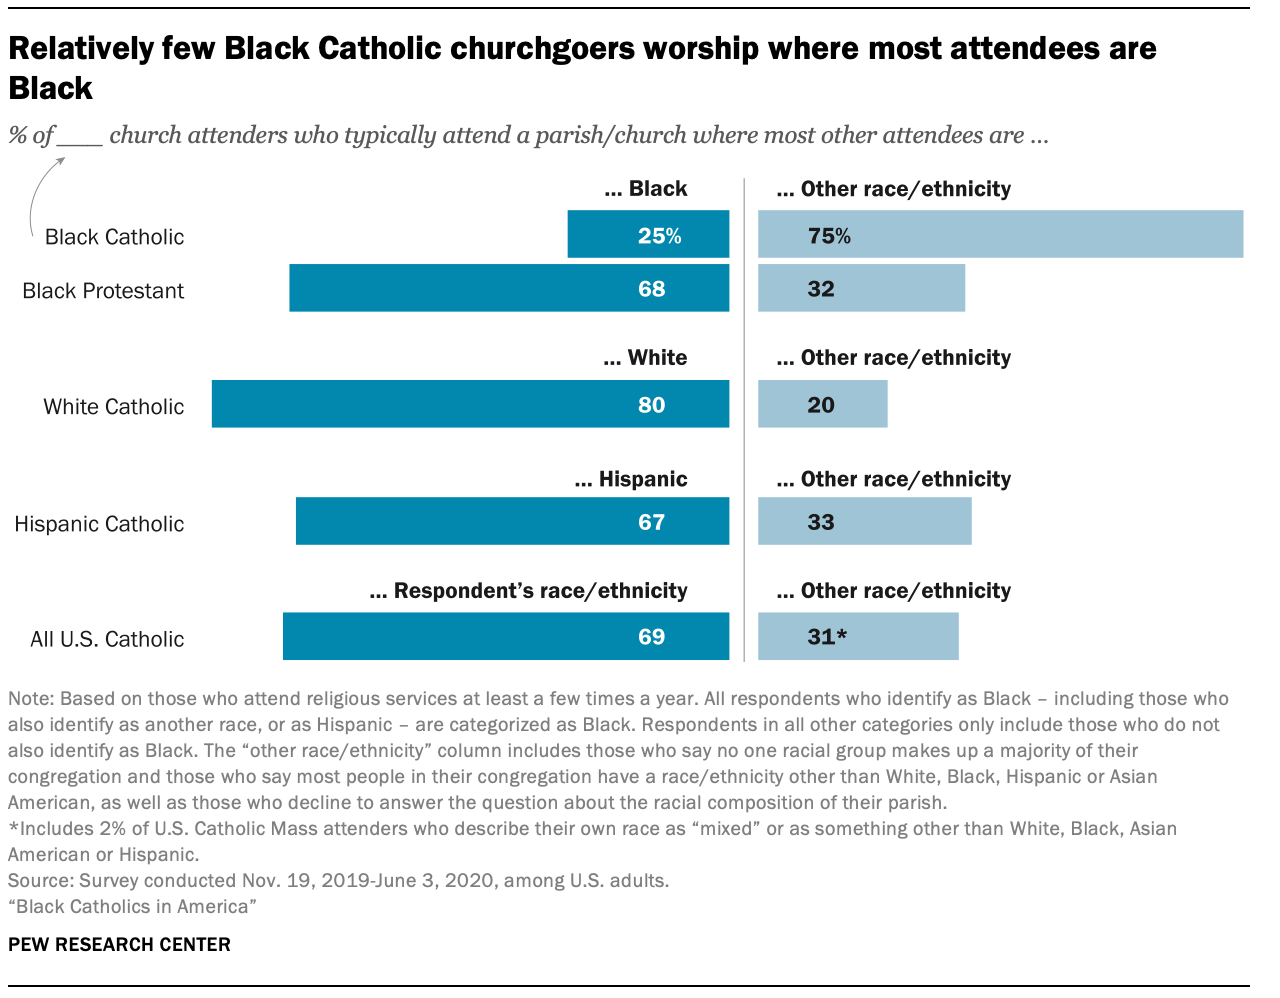 Relatively few Black Catholic churchgoers worship where most attendees are
Black
% of ___ church attenders who typically attend a parish/church where most other attendees are ...
... Black
... Other race/ethnicity
Black Catholic
25%
75%
Black Protestant
68
32
... White
... Other race/ethnicity
White Catholic
80
20
... Hispanic
... Other race/ethnicity
Hispanic Catholic
67
33
... Respondent’s race/ethnicity
... Other race/ethnicity
All U.S. Catholic
69
31*
Note: Based on those who attend religious services at least a few times a year. All respondents who identify as Black – including those who
also identify as another race, or as Hispanic – are categorized as Black. Respondents in all other categories only include those who do not
also identify as Black. The “other race/ethnicity” column includes those who say no one racial group makes up a majority of their
congregation and those who say most people in their congregation have a race/ethnicity other than White, Black, Hispanic or Asian
American, as well as those who decline to answer the question about the racial composition of their parish.
*Includes 2% of U.S. Catholic Mass attenders who describe their own race as “mixed” or as something other than White, Black, Asian
American or Hispanic.
Source: Survey conducted Nov. 19, 2019-June 3, 2020, among U.S. adults.
“Black Catholics in America”
PEW RESEARCH CENTER